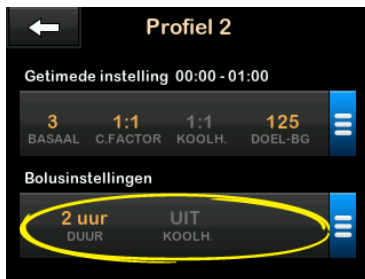 Profiel 2
Getimede instelling 00:00 - 01:00
3 1:1 1:1 125
BASAAL C.FACTOR KOOLH. DOEL-BG
Bolusinstellingen
2 uur UIT
DUUR KOOLH.